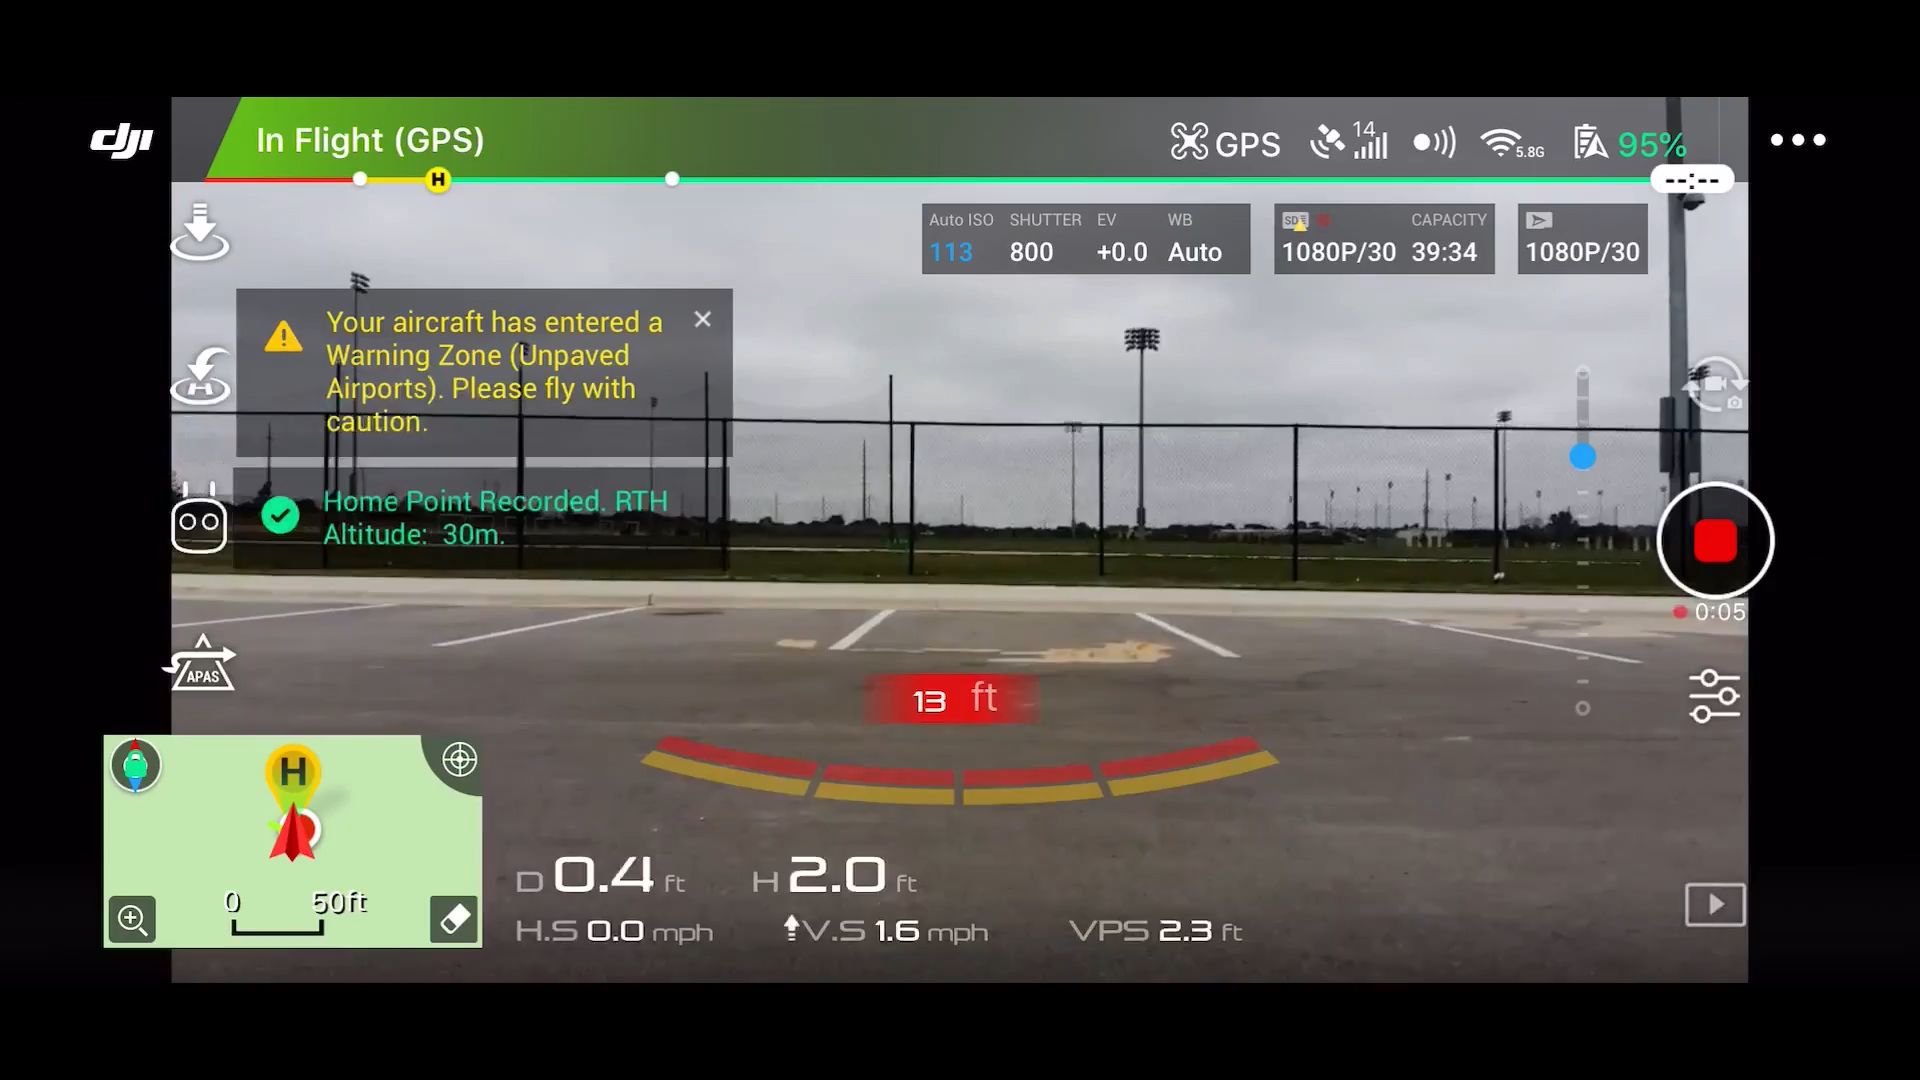 dji
In Flight (GPS)
GPS
14
5.8G
95%
H
--:--
Auto ISO SHUTTER EV WB
113 800 +0.0 Auto
SD CAPACITY
1080P/30 39:34
1080P/30
Your aircraft has entered a
Warning Zone (Unpaved
Airports). Please fly with
caution.
Home Point Recorded. RTH
Altitude: 30m.
H
0:05
APAS
13 ft
H
0 50ft
D 0.4 ft H 2.0 ft
H.S 0.0 mph V.S 1.6 mph VPS 2.3 ft